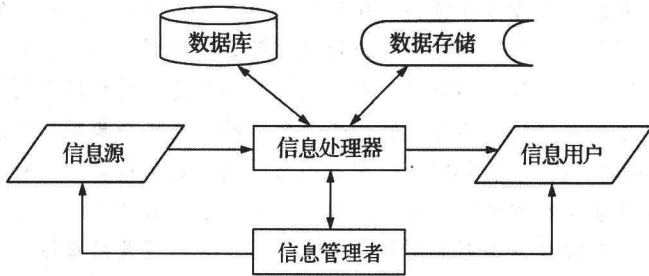 数据库
数据存储
信息源
信息处理器
信息用户
信息管理者